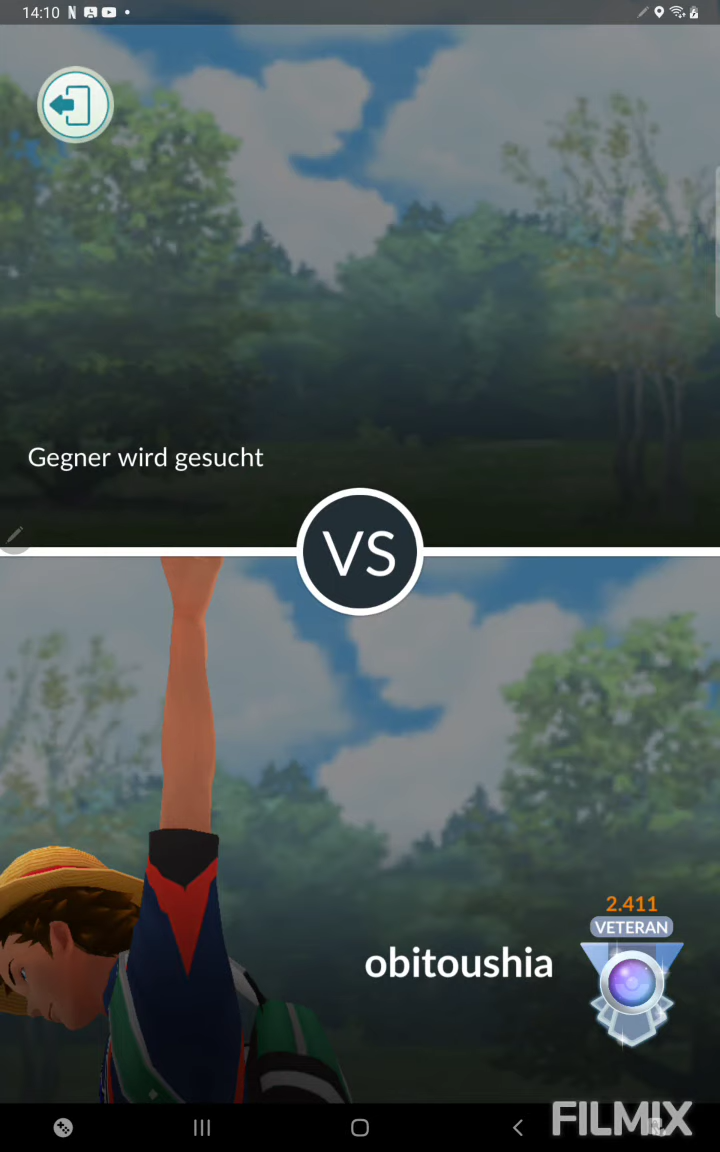 14:10
Gegner wird gesucht
VS
2.411
VETERAN
obitoushia
FILMIX